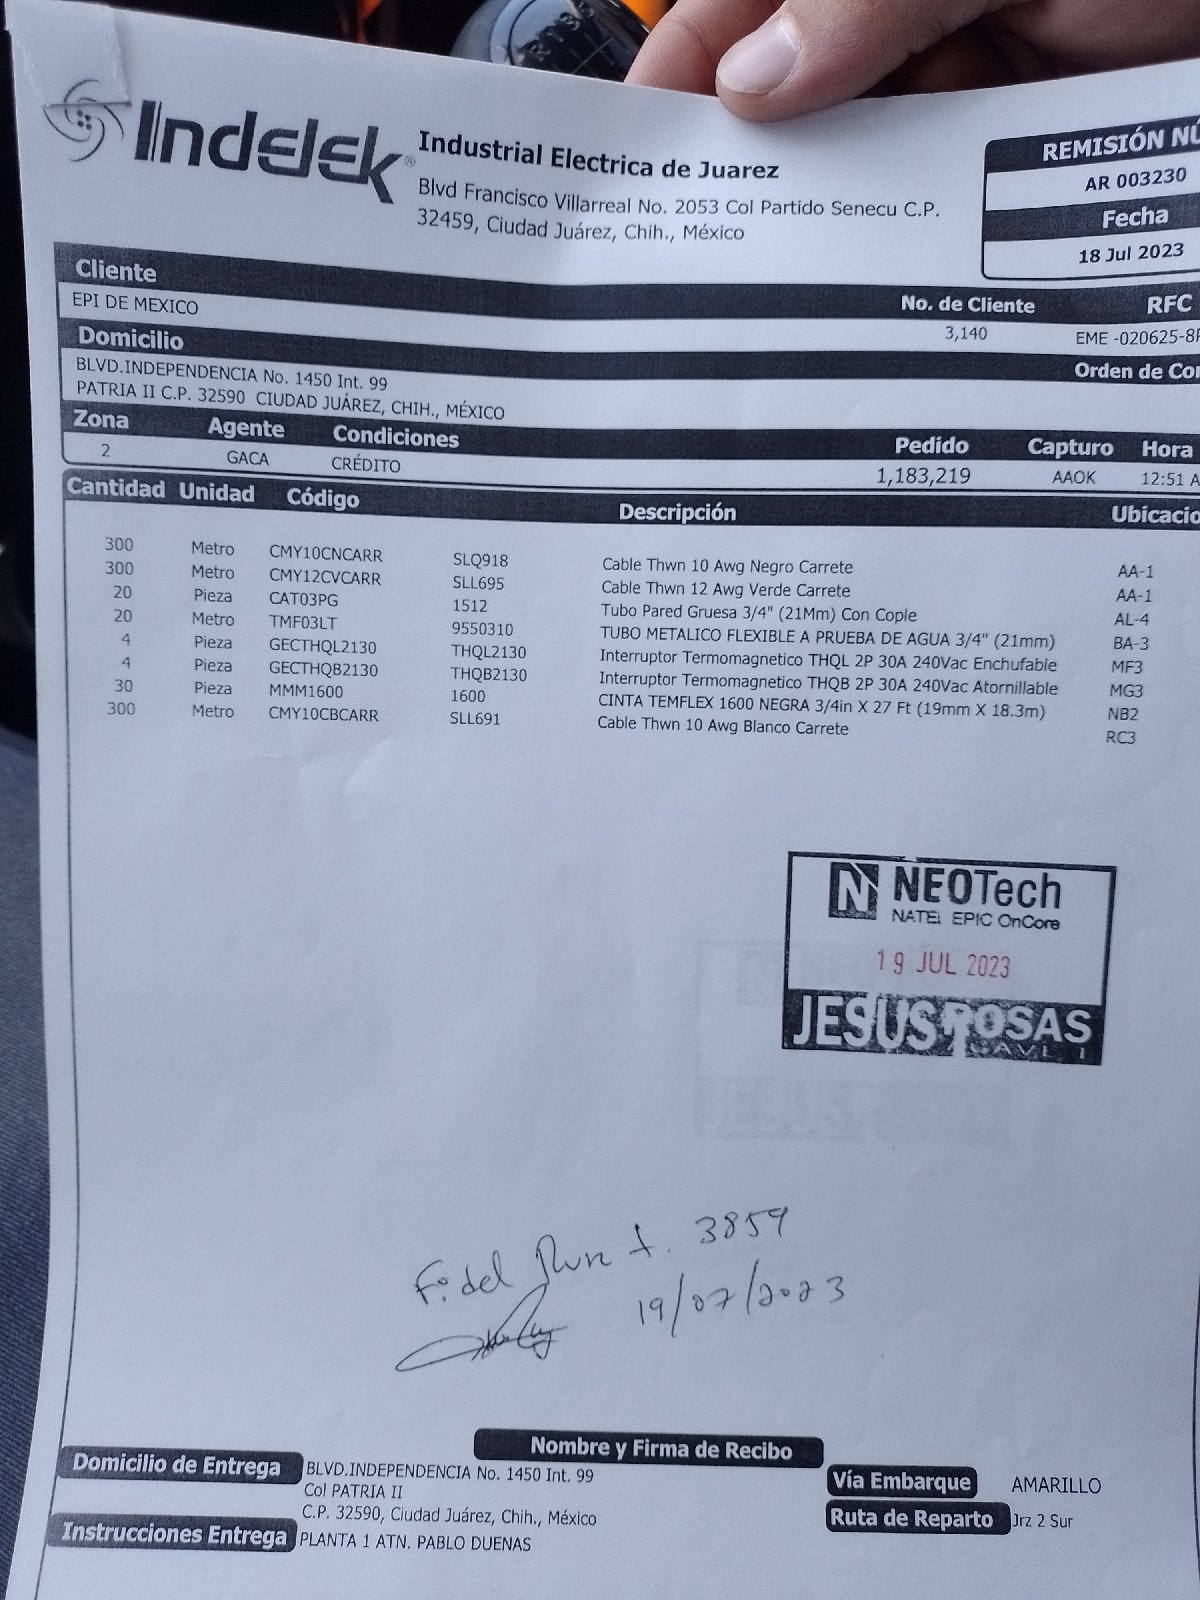 Indelek®
Industrial Electrica de Juarez
Blvd Francisco Villarreal No. 2053 Col Partido Senecu C.P.
32459, Ciudad Juárez, Chih., México
REMISIÓN NÚ
AR 003230
Fecha
18 Jul 2023
Cliente
EPI DE MEXICO
No. de Cliente RFC
3,140 EME -020625-8
Domicilio
Orden de Co
BLVD.INDEPENDENCIA No. 1450 Int. 99
PATRIA II C.P. 32590 CIUDAD JUÁREZ, CHIH., MÉXICO
Zona Agente Condiciones Pedido Capturo Hora
2 GACA CRÉDITO 1,183,219 AAOK 12:51 A
Cantidad Unidad Código Descripción Ubicacio
300 Metro CMY10CNCARR SLQ918 Cable Thwn 10 Awg Negro Carrete AA-1
300 Metro CMY12CVCARR SLL695 Cable Thwn 12 Awg Verde Carrete AA-1
20 Pieza CAT03PG 1512 Tubo Pared Gruesa 3/4" (21Mm) Con Cople AL-4
20 Metro TMF03LT 9550310 TUBO METALICO FLEXIBLE A PRUEBA DE AGUA 3/4" (21mm) BA-3
4 Pieza GECTHQL2130 THQL2130 Interruptor Termomagnetico THQL 2P 30A 240Vac Enchufable MF3
4 Pieza GECTHQB2130 THQB2130 Interruptor Termomagnetico THQB 2P 30A 240Vac Atornillable MG3
30 Pieza MMM1600 1600 CINTA TEMFLEX 1600 NEGRA 3/4in X 27 Ft (19mm X 18.3m) NB2
300 Metro CMY10CBCARR SLL691 Cable Thwn 10 Awg Blanco Carrete RC3
N NEOTech
NATEL EPIC OnCore
19 JUL 2023
JESUS ROSAS
3859
19/07/2023
Nombre y Firma de Recibo
Domicilio de Entrega BLVD.INDEPENDENCIA No. 1450 Int. 99
Col PATRIA II
C.P. 32590, Ciudad Juárez, Chih., México
Vía Embarque AMARILLO
Ruta de Reparto Jrz 2 Sur
Instrucciones Entrega PLANTA 1 ATN. PABLO DUENAS